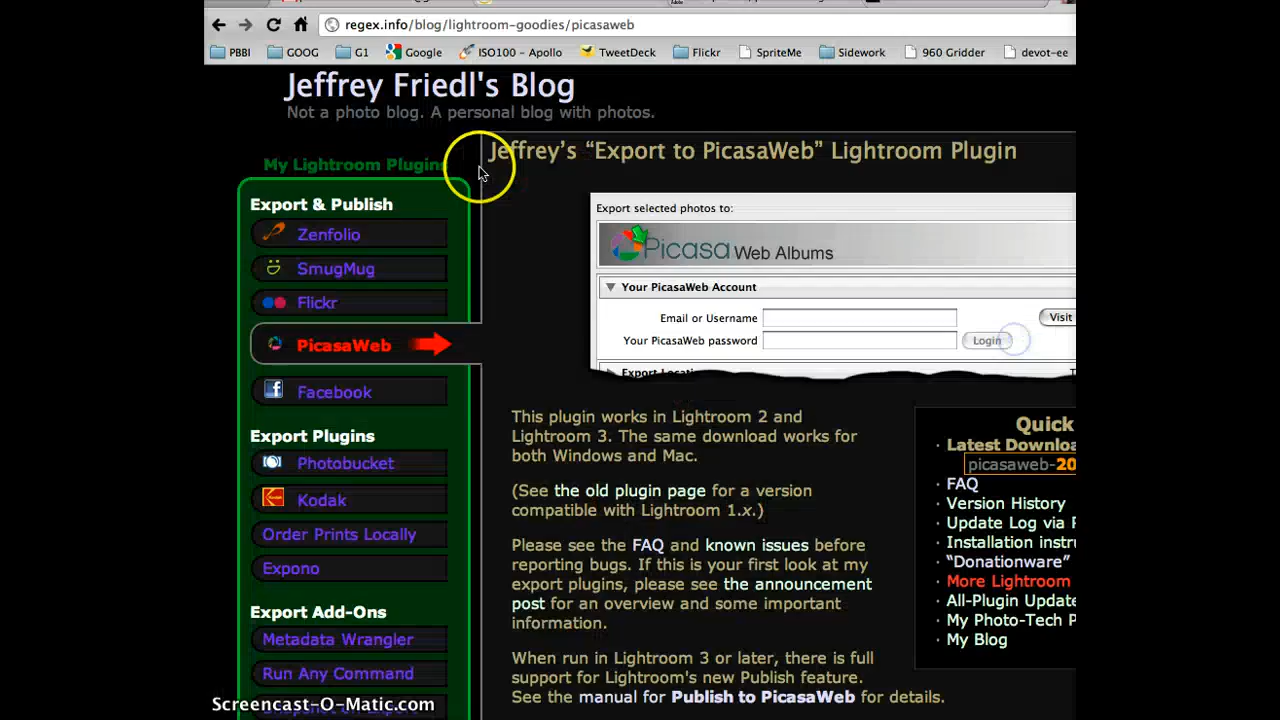 regex.info/blog/lightroom-goodies/picasaweb
PBBI GOOG G1 Google ISO100 - Apollo TweetDeck Flickr SpriteMe Sidework 960 Gridder devot-ee
Jeffrey Friedl's Blog
Not a photo blog. A personal blog with photos.
My Lightroom Plugins
Export & Publish
Zenfolio
SmugMug
Flickr
PicasaWeb
Facebook
Export Plugins
Photobucket
Kodak
Order Prints Locally
Expono
Export Add-Ons
Metadata Wrangler
Run Any Command
Jeffrey's “Export to PicasaWeb” Lightroom Plugin
Export selected photos to:
Picasa Web Albums
Your PicasaWeb Account
Email or Username
Visit
Your PicasaWeb password
Login
This plugin works in Lightroom 2 and
Lightroom 3. The same download works for
both Windows and Mac.
(See the old plugin page for a version
compatible with Lightroom 1.x.)
Please see the FAQ and known issues before
reporting bugs. If this is your first look at my
export plugins, please see the announcement
post for an overview and some important
information.
When run in Lightroom 3 or later, there is full
support for Lightroom's new Publish feature.
See the manual for Publish to PicasaWeb for details.
Quick
· Latest Downloa
picasaweb-20
· FAQ
· Version History
· Update Log via
· Installation instru
· “Donationware”
· More Lightroom
· All-Plugin Update
· My Photo-Tech P
· My Blog
Screencast-O-Matic.com